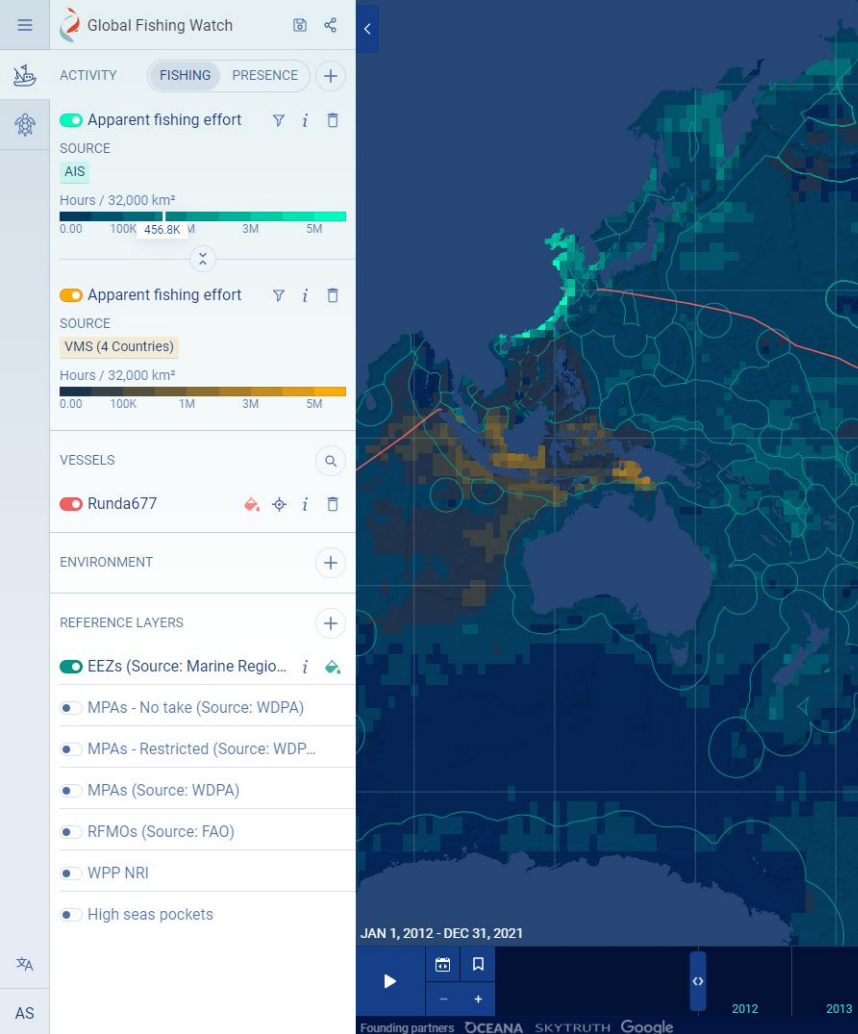 Global Fishing Watch
ACTIVITY FISHING PRESENCE
Apparent fishing effort i
SOURCE
AIS
Hours / 32,000 km²
0.00 100K 456.8K M 3M 5M
Apparent fishing effort i
SOURCE
VMS (4 Countries)
Hours / 32,000 km²
0.00 100K 1M 3M 5M
VESSELS
Runda677 i
ENVIRONMENT
REFERENCE LAYERS
EEZs (Source: Marine Regio... i
MPAs - No take (Source: WDPA)
MPAs - Restricted (Source: WDP...
MPAs (Source: WDPA)
RFMOs (Source: FAO)
WPP NRI
High seas pockets
AS
JAN 1, 2012 - DEC 31, 2021
2012 2013
Founding partners OCEANA SKYTRUTH Google